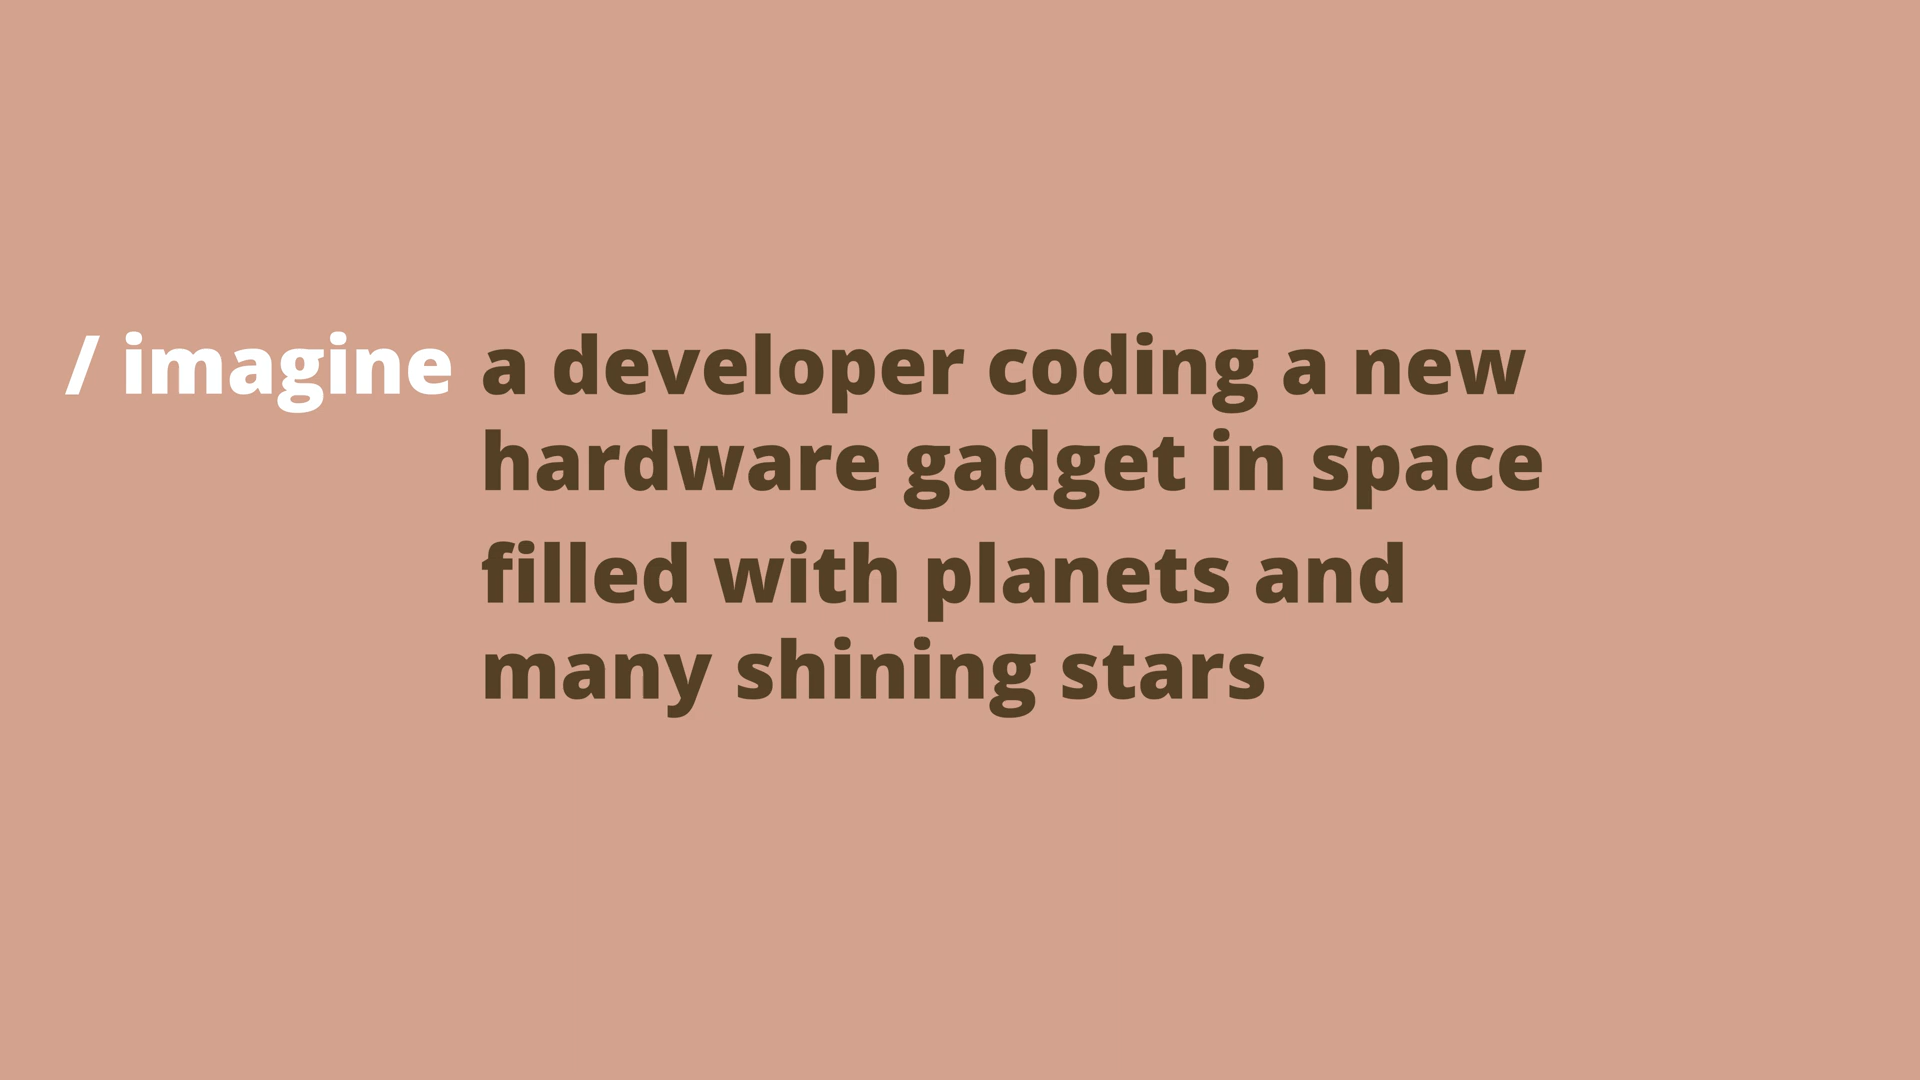 / imagine a developer coding a new
hardware gadget in space
filled with planets and
many shining stars